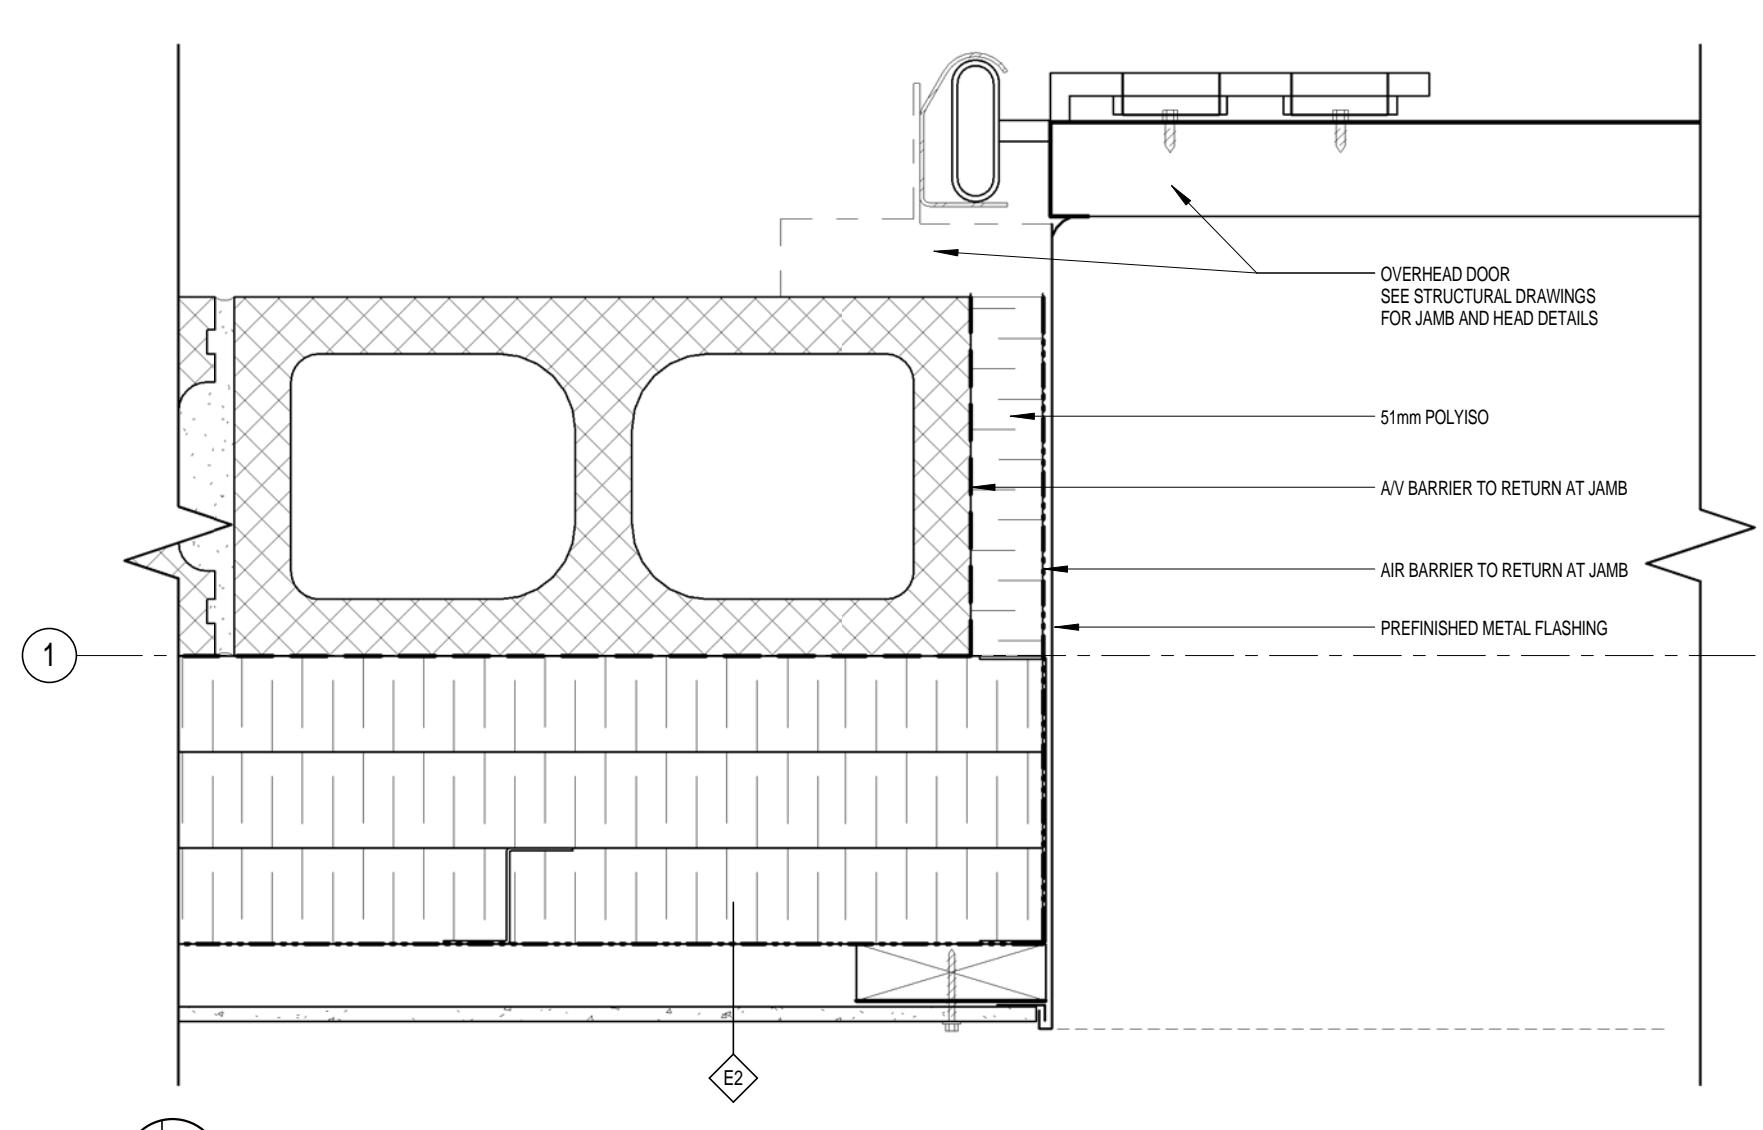 OVERHEAD DOOR
SEE STRUCTURAL DRAWINGS
FOR JAMB AND HEAD DETAILS
51mm POLYISO
A/V BARRIER TO RETURN AT JAMB
AIR BARRIER TO RETURN AT JAMB
PREFINISHED METAL FLASHING
1
E2